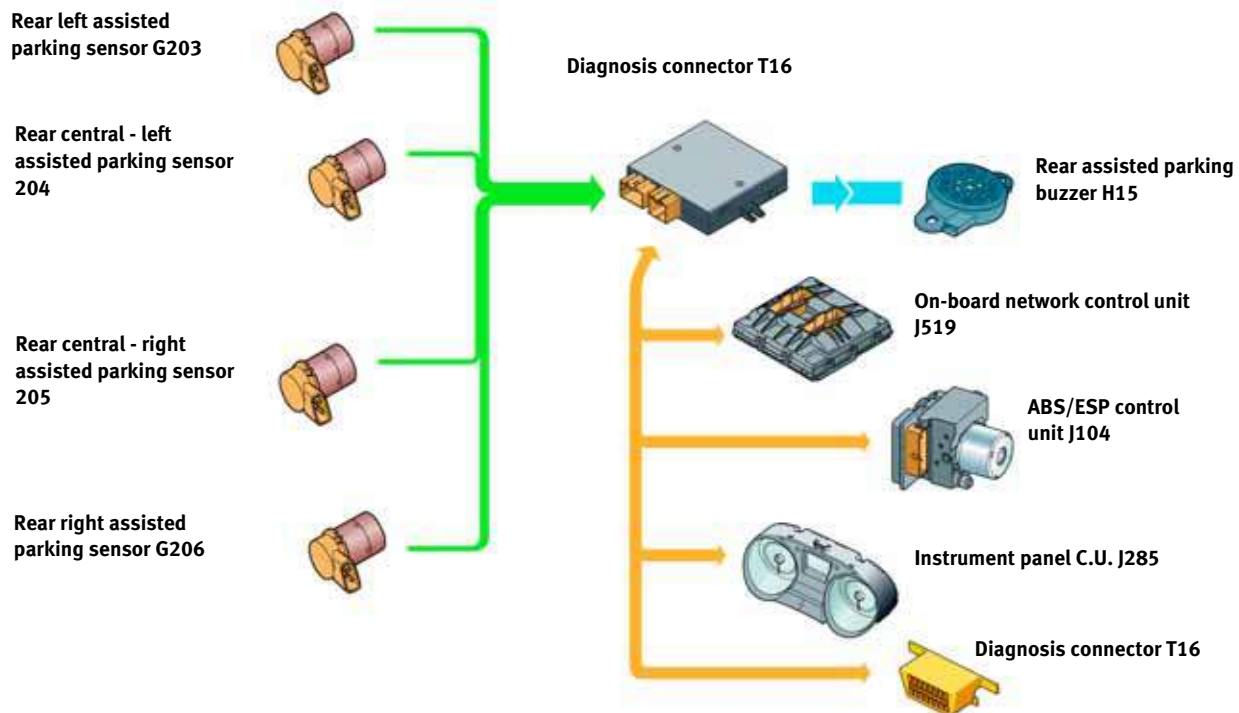 Rear left assisted
parking sensor G203
Diagnosis connector T16
Rear central - left
assisted parking sensor
204
Rear assisted parking
buzzer H15
On-board network control unit
J519
Rear central - right
assisted parking sensor
205
ABS/ESP control
unit J104
Rear right assisted
parking sensor G206
Instrument panel C.U. J285
Diagnosis connector T16